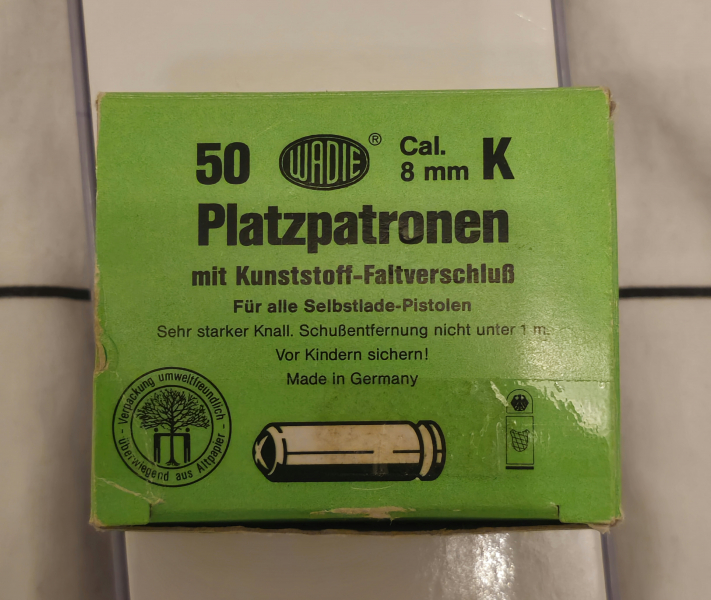 50 WADIE ® Cal. 8 mm K
Platzpatronen
mit Kunststoff-Faltverschluß
Für alle Selbstlade-Pistolen
Sehr starker Knall. Schußentfernung nicht unter 1 m.
Vor Kindern sichern!
Made in Germany
- Verpackung umweltfreundlich -
überwiegend aus Altpapier